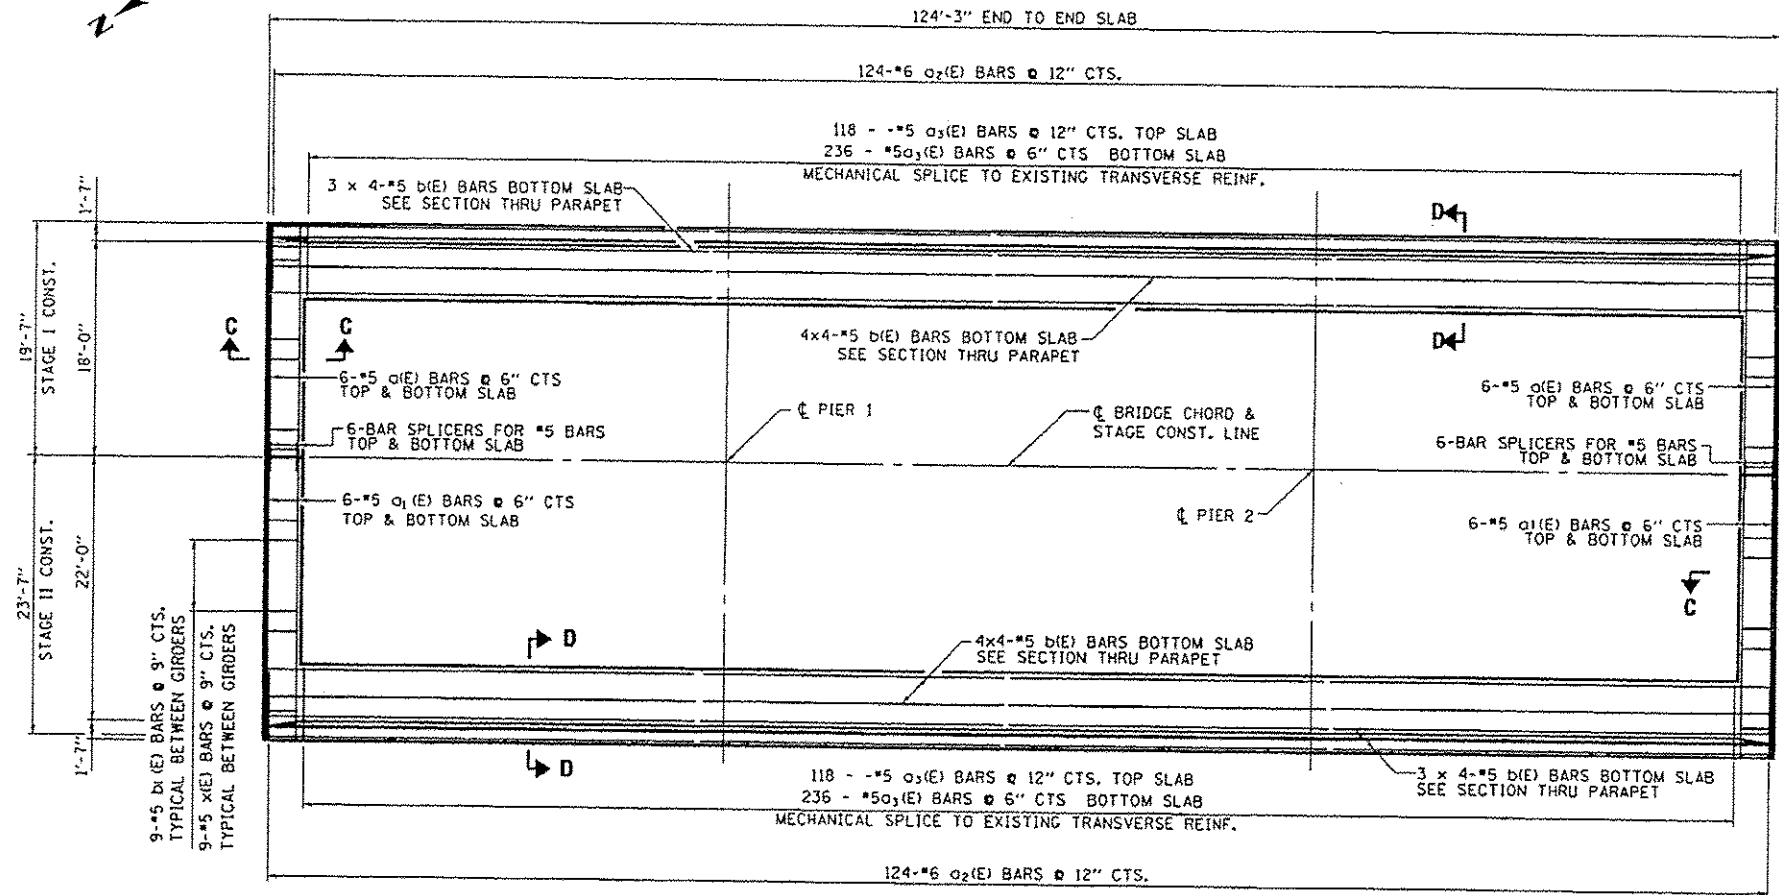 N
124'-3" END TO END SLAB
124-#6 a2(E) BARS @ 12" CTS.
118 - -#5 a3(E) BARS @ 12" CTS. TOP SLAB
236 - #5a3(E) BARS @ 6" CTS BOTTOM SLAB
MECHANICAL SPLICE TO EXISTING TRANSVERSE REINF.
3 x 4-#5 b(E) BARS BOTTOM SLAB
SEE SECTION THRU PARAPET
D
1'-7"
19'-7"
STAGE I CONST.
18'-0"
C
C
4x4-#5 b(E) BARS BOTTOM SLAB
SEE SECTION THRU PARAPET
D
6-#5 a(E) BARS @ 6" CTS
TOP & BOTTOM SLAB
6-#5 a(E) BARS @ 6" CTS
TOP & BOTTOM SLAB
℄ PIER 1
℄ BRIDGE CHORD &
STAGE CONST. LINE
6-BAR SPLICERS FOR #5 BARS
TOP & BOTTOM SLAB
6-BAR SPLICERS FOR #5 BARS
TOP & BOTTOM SLAB
6-#5 a1(E) BARS @ 6" CTS
TOP & BOTTOM SLAB
℄ PIER 2
6-#5 a1(E) BARS @ 6" CTS
TOP & BOTTOM SLAB
23'-7"
STAGE II CONST.
22'-0"
1'-7"
C
D
4x4-#5 b(E) BARS BOTTOM SLAB
SEE SECTION THRU PARAPET
9-#5 b1(E) BARS @ 9" CTS.
TYPICAL BETWEEN GIRDERS
9-#5 x(E) BARS @ 9" CTS.
TYPICAL BETWEEN GIRDERS
D
118 - -#5 a3(E) BARS @ 12" CTS. TOP SLAB
236 - #5a3(E) BARS @ 6" CTS BOTTOM SLAB
MECHANICAL SPLICE TO EXISTING TRANSVERSE REINF.
3 x 4-#5 b(E) BARS BOTTOM SLAB
SEE SECTION THRU PARAPET
124-#6 a2(E) BARS @ 12" CTS.